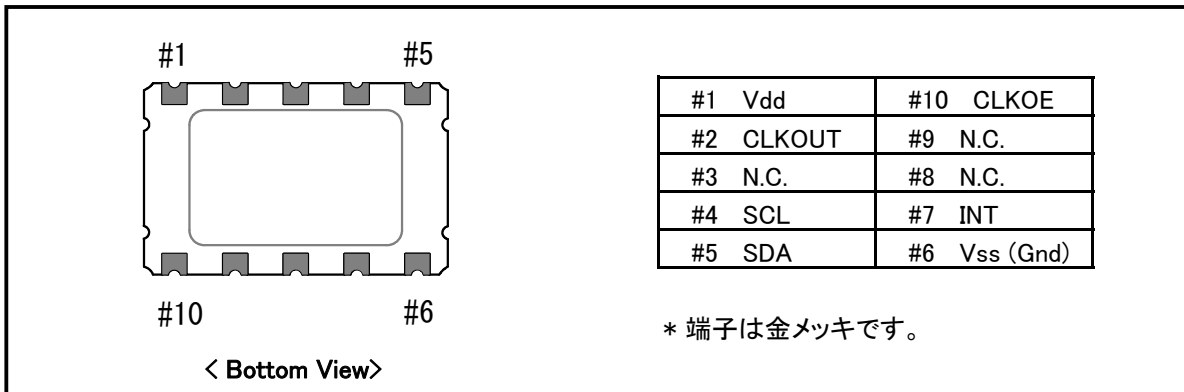 #1 #5
#10 #6
< Bottom View>
#1 Vdd #10 CLKOE
#2 CLKOUT #9 N.C.
#3 N.C. #8 N.C.
#4 SCL #7 INT
#5 SDA #6 Vss (Gnd)
* 端子は金メッキです。